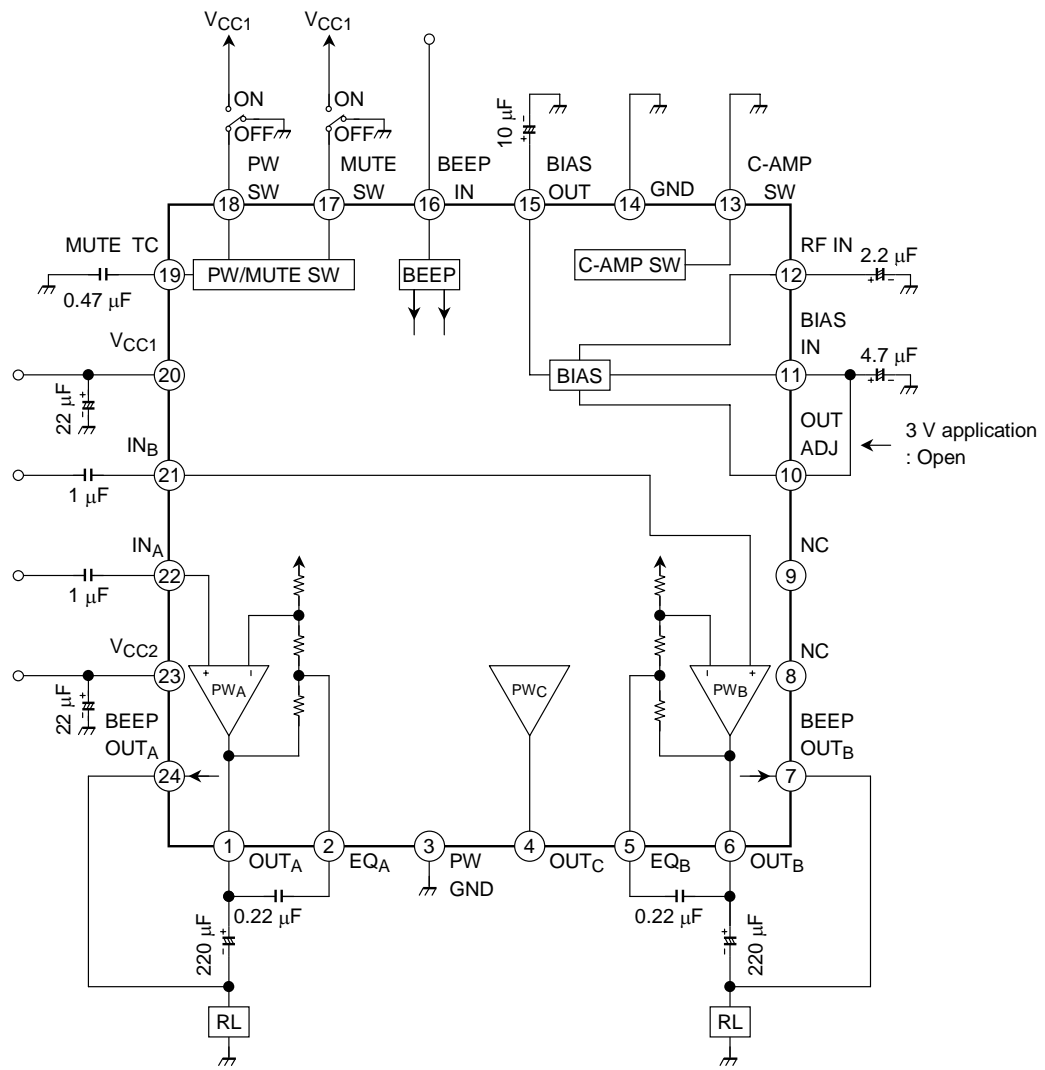 VCC1 VCC1
ON ON
OFF OFF
10 µF
PW SW
MUTE SW
BEEP IN
BIAS OUT
GND
C-AMP SW
18 17 16 15 14 13
MUTE TC
19
0.47 µF
PW/MUTE SW
BEEP
C-AMP SW
RF IN
12
2.2 µF
VCC1
20
22 µF
BIAS
BIAS IN
11
4.7 µF
OUT ADJ
10
3 V application
: Open
INB
21
1 µF
INA
22
1 µF
NC
9
VCC2
23
22 µF
+ −
PWA
PWC
− +
PWB
NC
8
BEEP OUTA
24
BEEP OUTB
7
1 2 3 4 5 6
OUTA
EQA
PW GND
OUTC
EQB
OUTB
0.22 µF
0.22 µF
220 µF
220 µF
RL
RL